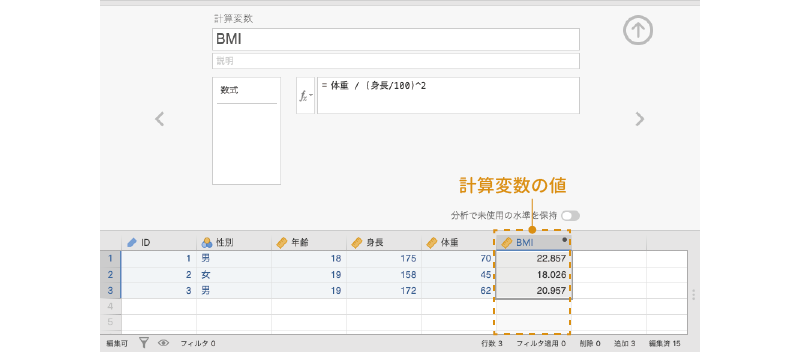 計算変数
BMI
説明
数式
fx
= 体重 / (身長/100)^2
計算変数の値
分析で未使用の水準を保持
ID 性別 年齢 身長 体重 BMI
1 1 男 18 175 70 22.857
2 2 女 19 158 45 18.026
3 3 男 19 172 62 20.957
4
5
編集可 フィルタ 0 行数 3 フィルタ適用 0 削除 0 追加 3 編集済 15